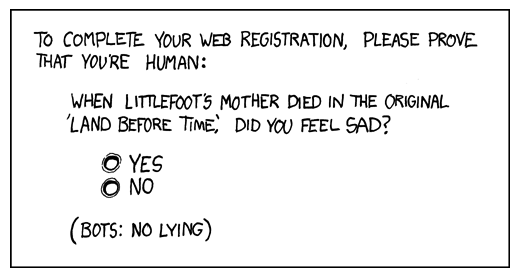 TO COMPLETE YOUR WEB REGISTRATION, PLEASE PROVE
THAT YOU'RE HUMAN:
WHEN LITTLEFOOT'S MOTHER DIED IN THE ORIGINAL
'LAND BEFORE TIME,' DID YOU FEEL SAD?
YES
NO
(BOTS: NO LYING)